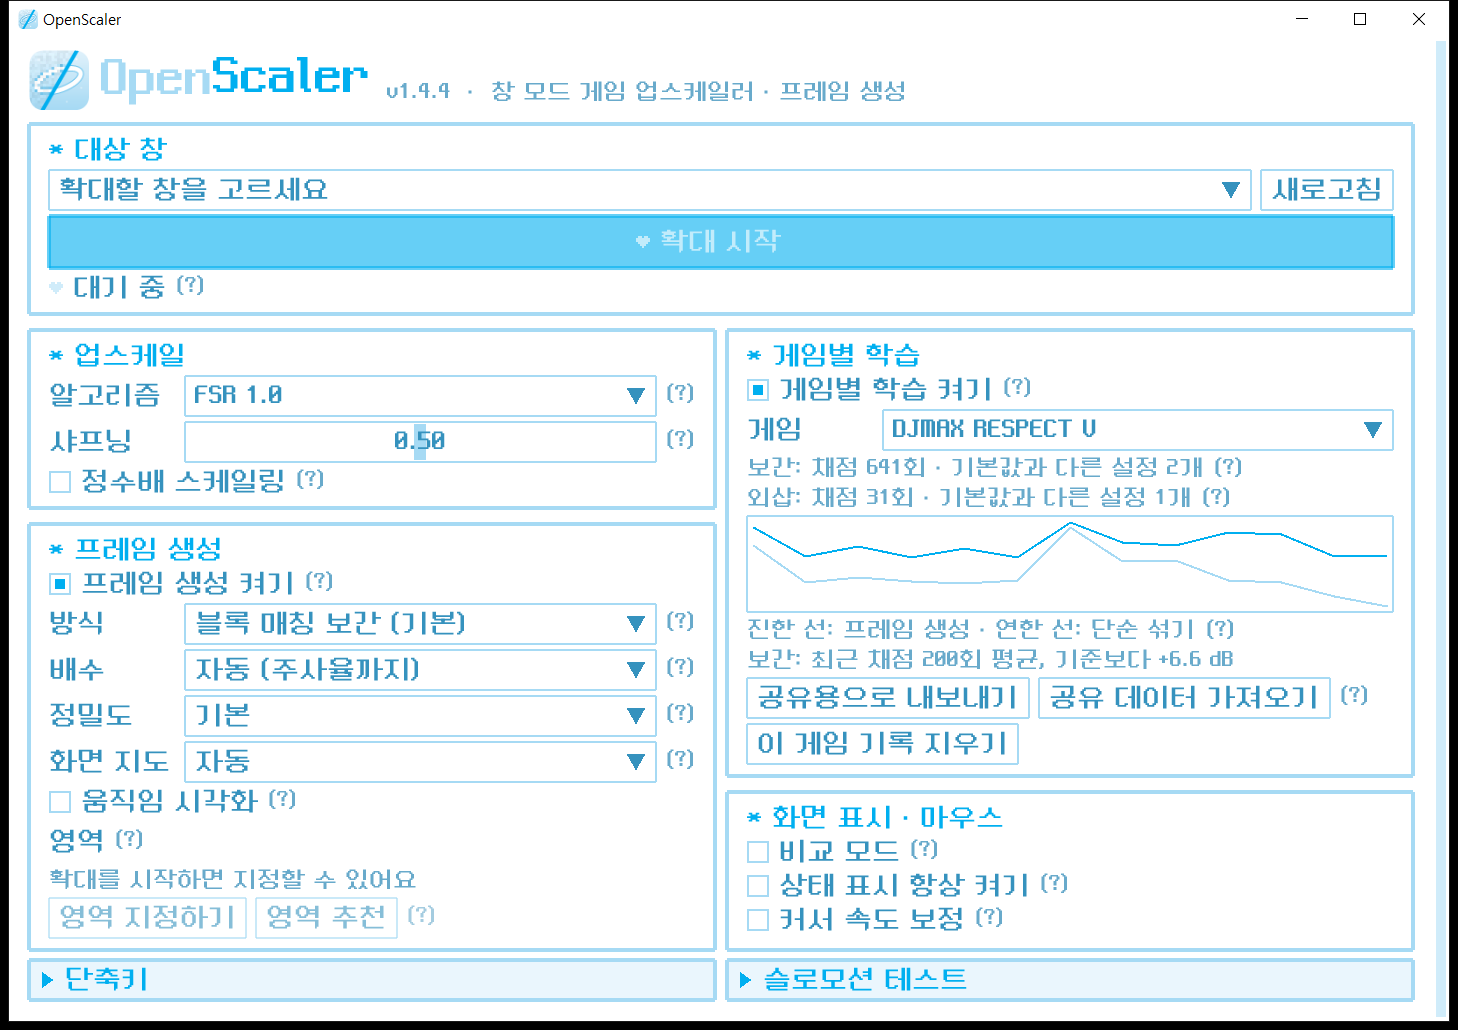 OpenScaler
OpenScaler v1.4.4 · 창 모드 게임 업스케일러 · 프레임 생성
* 대상 창
확대할 창을 고르세요 ▼ 새로고침
♥ 확대 시작
♥ 대기 중 (?)
* 업스케일
알고리즘 FSR 1.0 ▼ (?)
샤프닝 0.50 (?)
정수배 스케일링 (?)
* 프레임 생성
프레임 생성 켜기 (?)
방식 블록 매칭 보간 (기본) ▼ (?)
배수 자동 (주사율까지) ▼ (?)
정밀도 기본 ▼ (?)
화면 지도 자동 ▼ (?)
움직임 시각화 (?)
영역 (?)
확대를 시작하면 지정할 수 있어요
영역 지정하기 영역 추천 (?)
▶ 단축키
* 게임별 학습
게임별 학습 켜기 (?)
게임 DJMAX RESPECT V ▼
보간: 채점 641회 · 기본값과 다른 설정 2개 (?)
외삽: 채점 31회 · 기본값과 다른 설정 1개 (?)
진한 선: 프레임 생성 · 연한 선: 단순 섞기 (?)
보간: 최근 채점 200회 평균, 기준보다 +6.6 dB
공유용으로 내보내기 공유 데이터 가져오기 (?)
이 게임 기록 지우기
* 화면 표시 · 마우스
비교 모드 (?)
상태 표시 항상 켜기 (?)
커서 속도 보정 (?)
▶ 슬로모션 테스트